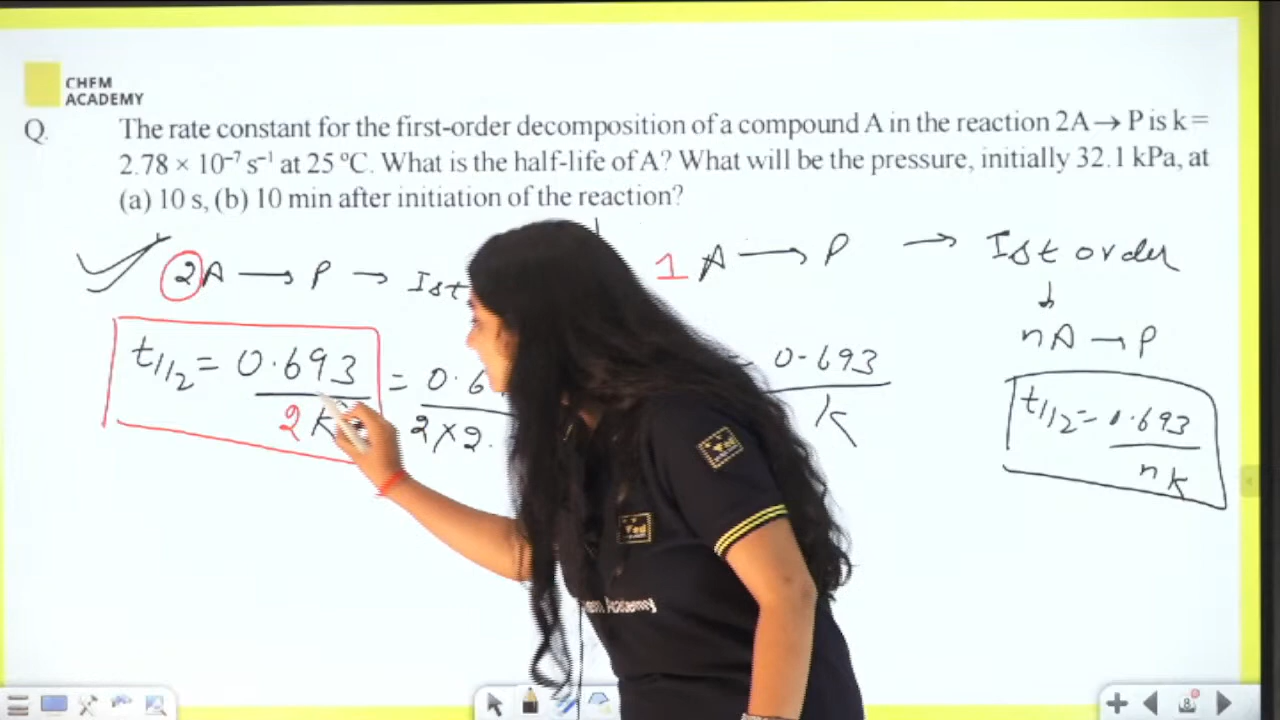 CHEM
ACADEMY
Q. The rate constant for the first-order decomposition of a compound A in the reaction 2A → P is k =
2.78 × 10⁻⁷ s⁻¹ at 25 ºC. What is the half-life of A? What will be the pressure, initially 32.1 kPa, at
(a) 10 s, (b) 10 min after initiation of the reaction?
2A → P → Ist
1 A → P → Ist order
nA → P
t1/2 = 0.693 / 2k = 0.6 / 2×2.
= 0.693 / k
t1/2 = 0.693 / nk
Academy
8